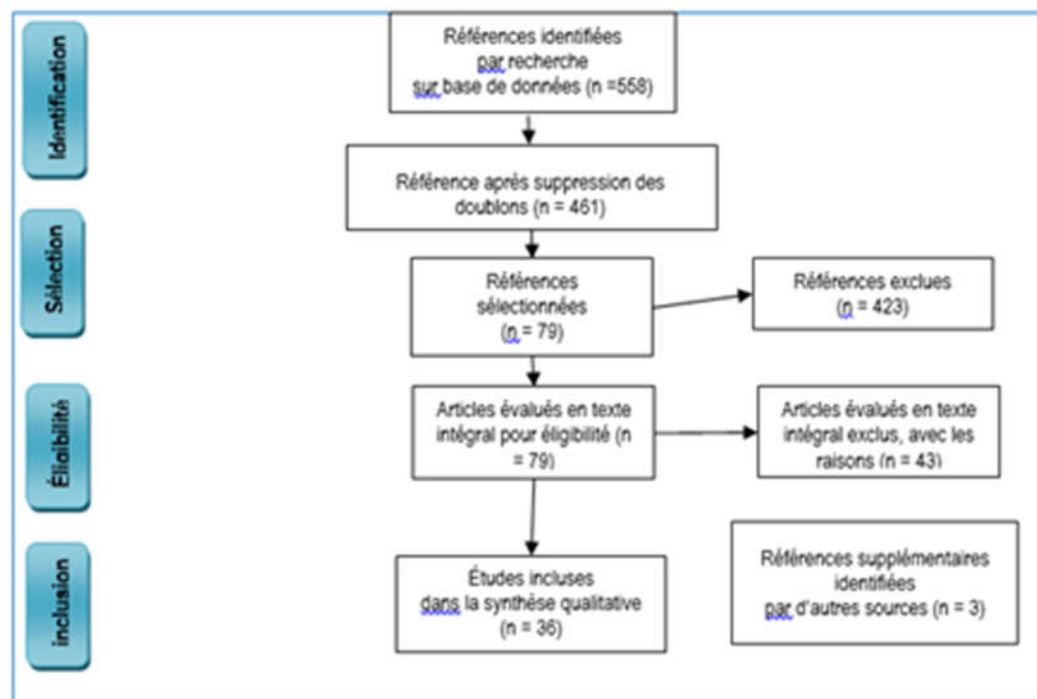 Identification
Références identifiées
par recherche
sur base de données (n =558)
Référence après suppression des
doublons (n = 461)
Sélection
Références
sélectionnées
(n = 79)
Références exclues
(n = 423)
Éligibilité
Articles évalués en texte
intégral pour éligibilité (n
= 79)
Articles évalués en texte
intégral exclus, avec les
raisons (n = 43)
inclusion
Études incluses
dans la synthèse qualitative
(n = 36)
Références supplémentaires
identifiées
par d'autres sources (n = 3)